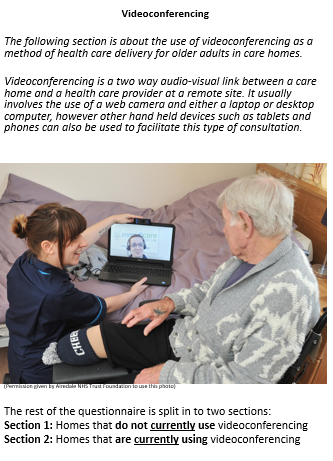 Videoconferencing
The following section is about the use of videoconferencing as a
method of health care delivery for older adults in care homes.
Videoconferencing is a two way audio-visual link between a care
home and a health care provider at a remote site. It usually
involves the use of a web camera and either a laptop or desktop
computer, however other hand held devices such as tablets and
phones can also be used to facilitate this type of consultation.
CHEE
(Permission given by Airedale NHS Trust Foundation to use this photo)
The rest of the questionnaire is split in to two sections:
Section 1: Homes that do not currently use videoconferencing
Section 2: Homes that are currently using videoconferencing